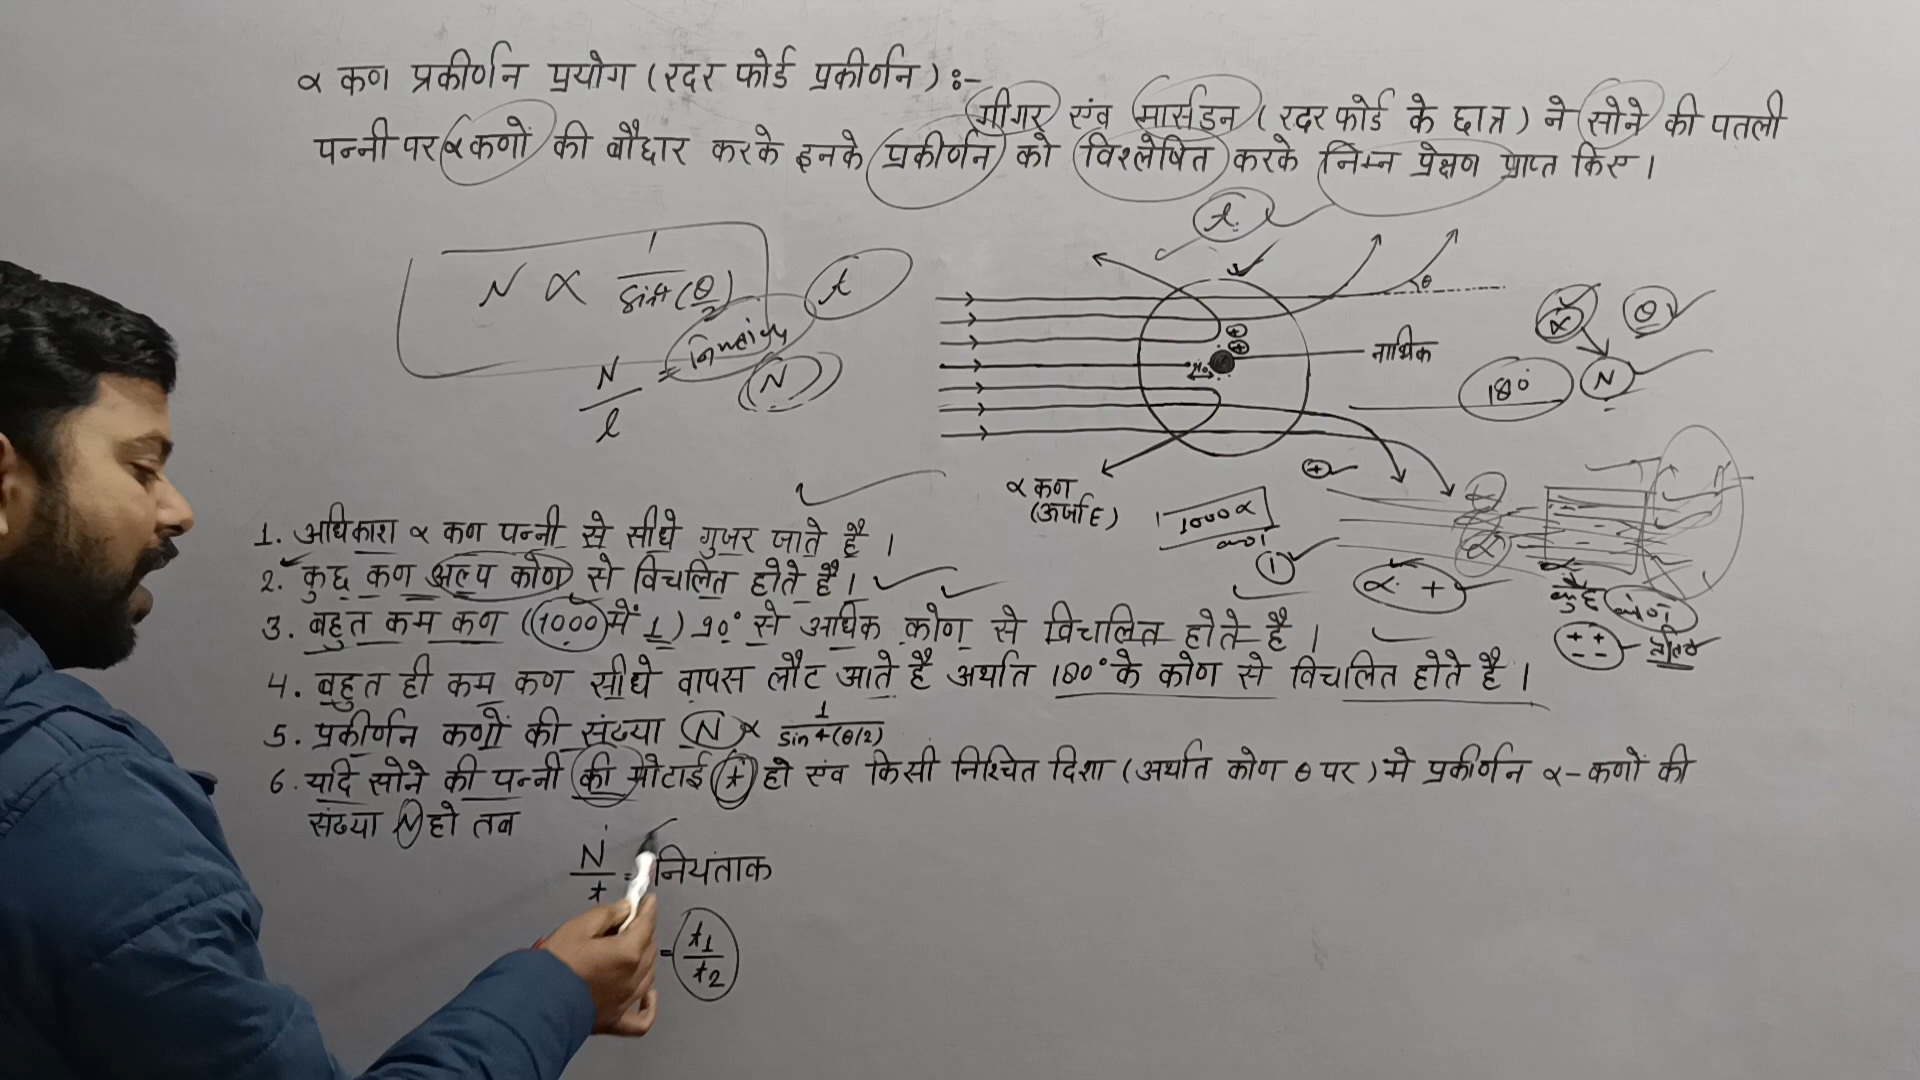 α कण प्रकीर्णन प्रयोग (रदर फोर्ड प्रकीर्णन) :-
गीगर एंव मार्सडन (रदर फोर्ड के छात्र) ने सोने की पतली
पन्नी पर α कणों की बौछार करके इनके प्रकीर्णन को विश्लेषित करके निम्न प्रेक्षण प्राप्त किए।
t
N ∝ 1/sin⁴(θ/2)
t
N/t = नियतांक
N
θ
α θ
नाभिक
r₀
180° N
α कण
(ऊर्जा E)
1000 α
1
α +
α
++
--
1. अधिकाश α कण पन्नी से सीधे गुजर जाते है।
2. कुछ कण अल्प कोण से विचलित होते है।
3. बहुत कम कण (1000 में 1) 90° से अधिक कोण से विचलित होते है।
4. बहुत ही कम कण सीधे वापस लौट आते है अर्थात 180° के कोण से विचलित होते है।
5. प्रकीर्णन कणों की संख्या N ∝ 1/sin⁴(θ/2)
6. यदि सोने की पन्नी की मोटाई t हो एंव किसी निश्चित दिशा (अर्थात कोण θ पर) मे प्रकीर्णन α-कणों की
संख्या N हो तब
N/t = नियंताक
= t₁/t₂